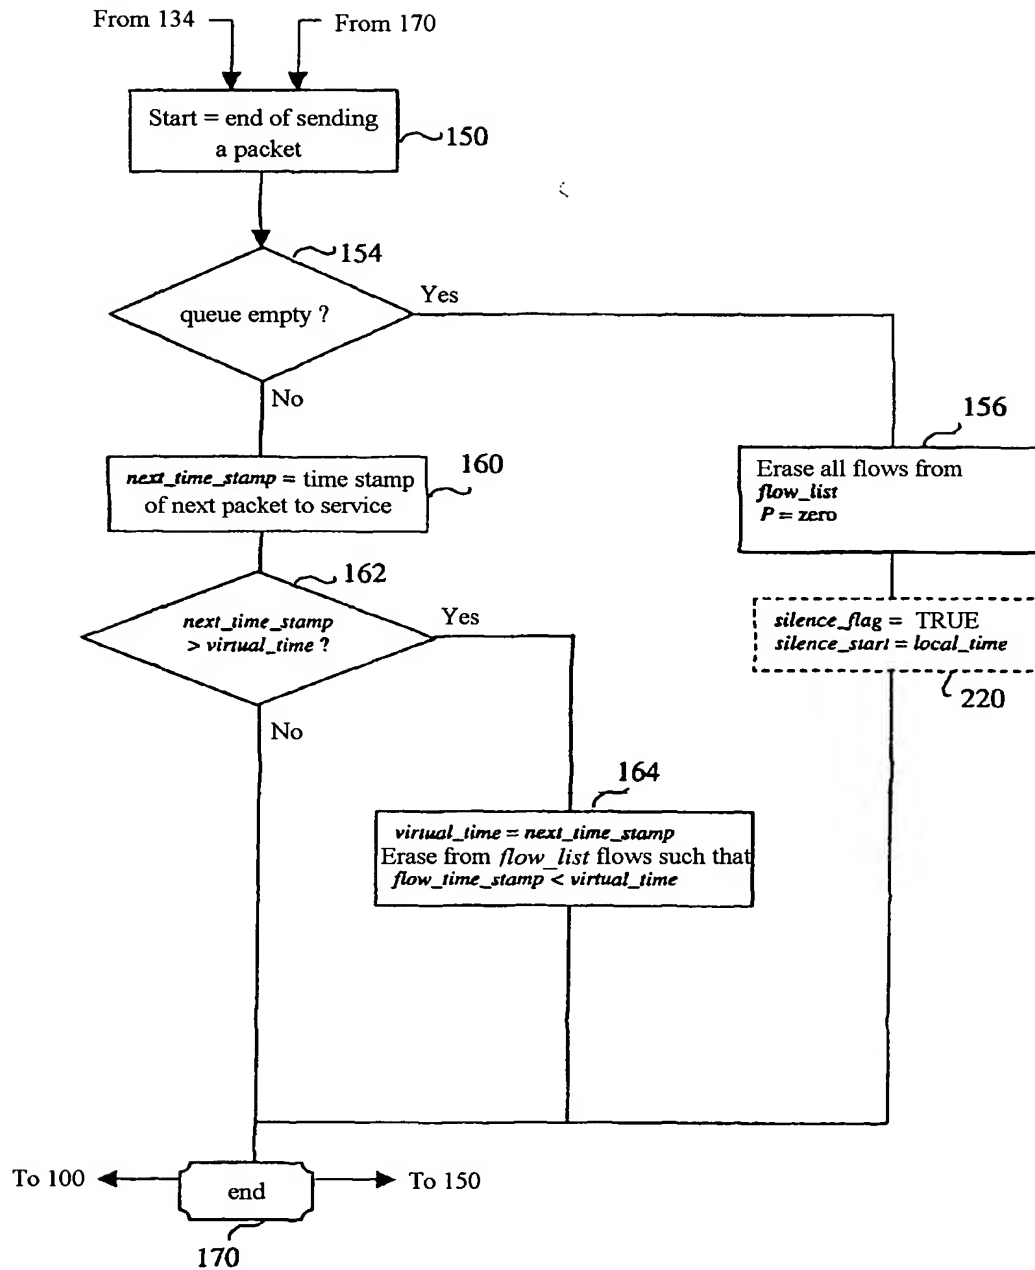 From 134
From 170
Start = end of sending
a packet
150
154
queue empty ?
Yes
No
156
Erase all flows from
flow_list
P = zero
next_time_stamp = time stamp
of next packet to service
160
162
next_time_stamp
> virtual_time ?
Yes
No
silence_flag = TRUE
silence_start = local_time
220
164
virtual_time = next_time_stamp
Erase from flow_list flows such that
flow_time_stamp < virtual_time
To 100
end
To 150
170